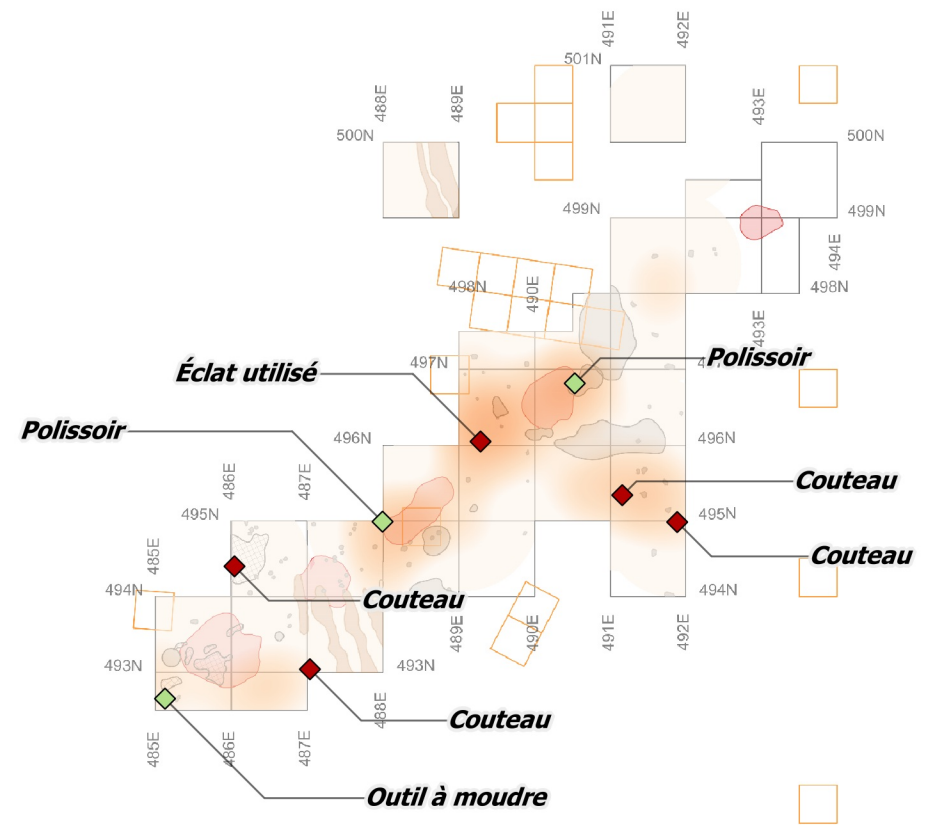 491E
492E
501N
488E
489E
493E
500N
500N
499N
499N
494E
498N
490E
498N
493E
Polissoir
497N
Éclat utilisé
Polissoir
496N
496N
486E
487E
Couteau
495N
495N
485E
Couteau
494N
Couteau
494N
489E
490E
491E
492E
493N
493N
488E
Couteau
485E
486E
487E
Outil à moudre